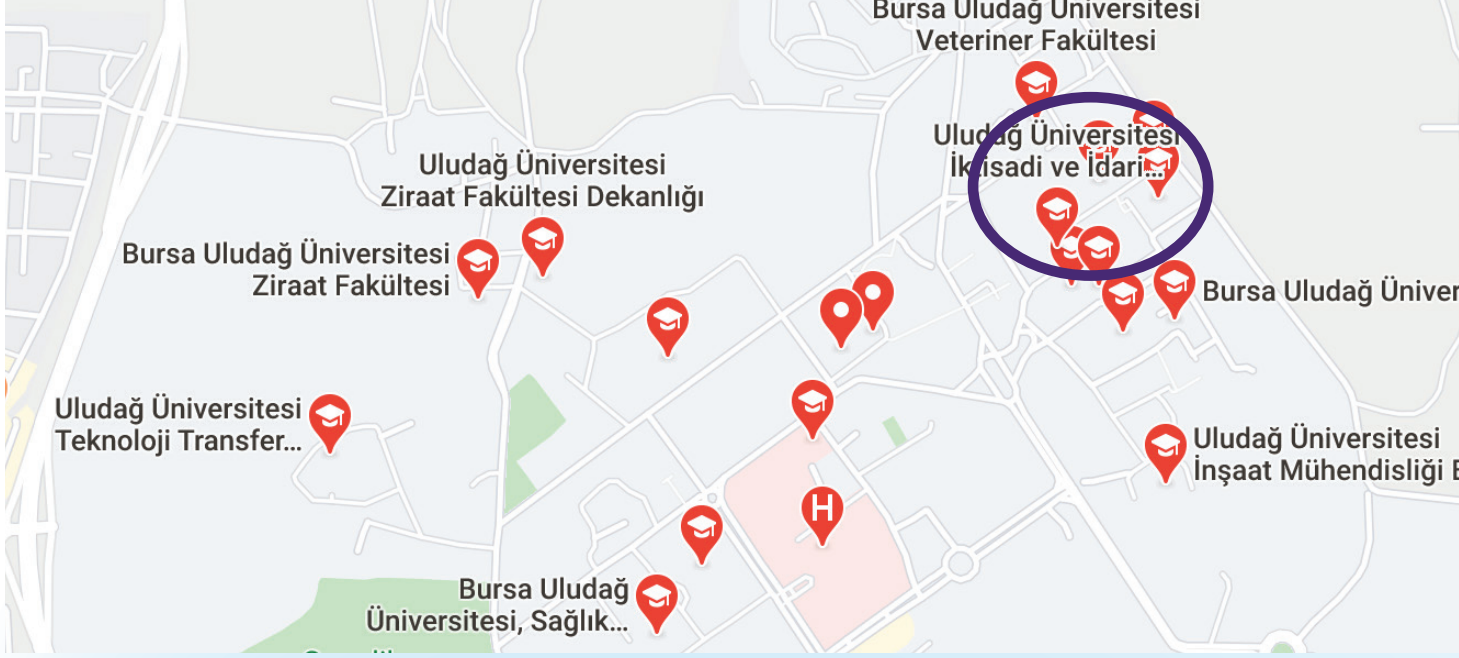 Bursa Uludağ Üniversitesi
Veteriner Fakültesi
Uludağ Üniversitesi
İktisadi ve İdari...
Uludağ Üniversitesi
Ziraat Fakültesi Dekanlığı
Bursa Uludağ Üniversitesi
Ziraat Fakültesi
Bursa Uludağ Üniver
Uludağ Üniversitesi
Teknoloji Transfer...
Uludağ Üniversitesi
İnşaat Mühendisliği B
H
Bursa Uludağ
Üniversitesi, Sağlık...